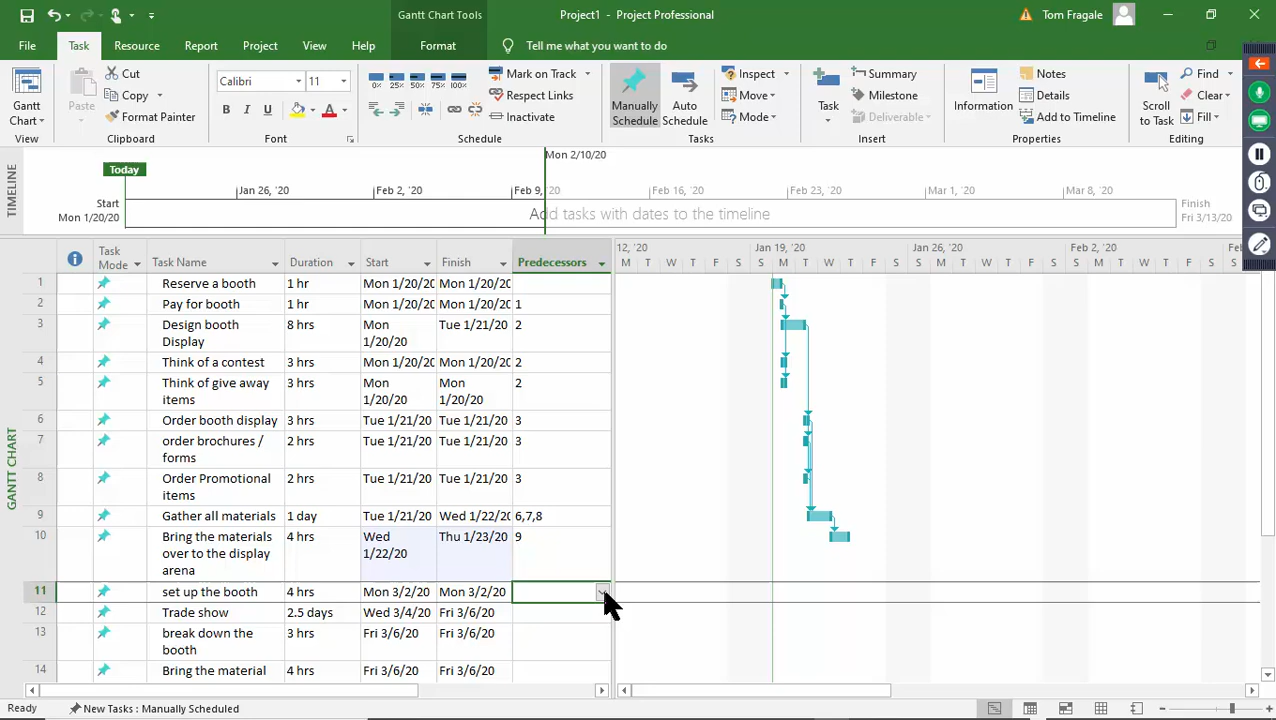 Gantt Chart Tools
Project1 - Project Professional
Tom Fragale
File Task Resource Report Project View Help Format Tell me what you want to do
Gantt Chart
View
Paste
Cut
Copy
Format Painter
Clipboard
Calibri 11
B I U A
Font
0% 25% 50% 75% 100%
Mark on Track
Respect Links
Inactivate
Schedule
Manually Schedule
Auto Schedule
Inspect
Move
Mode
Tasks
Task
Summary
Milestone
Deliverable
Insert
Information
Notes
Details
Add to Timeline
Properties
Scroll to Task
Find
Clear
Fill
Editing
TIMELINE
Mon 2/10/20
Today
Jan 26, '20 Feb 2, '20 Feb 9, '20 Feb 16, '20 Feb 23, '20 Mar 1, '20 Mar 8, '20
Start
Mon 1/20/20
Add tasks with dates to the timeline
Finish
Fri 3/13/20
GANTT CHART
Task Mode Task Name Duration Start Finish Predecessors
12, '20 Jan 19, '20 Jan 26, '20 Feb 2, '20
M T W T F S S M T W T F S S M T W T F S S M T W T F S S
1 Reserve a booth 1 hr Mon 1/20/20 Mon 1/20/20
2 Pay for booth 1 hr Mon 1/20/20 Mon 1/20/20 1
3 Design booth Display 8 hrs Mon 1/20/20 Tue 1/21/20 2
4 Think of a contest 3 hrs Mon 1/20/20 Mon 1/20/20 2
5 Think of give away items 3 hrs Mon 1/20/20 Mon 1/20/20 2
6 Order booth display 3 hrs Tue 1/21/20 Tue 1/21/20 3
7 order brochures / forms 2 hrs Tue 1/21/20 Tue 1/21/20 3
8 Order Promotional items 2 hrs Tue 1/21/20 Tue 1/21/20 3
9 Gather all materials 1 day Tue 1/21/20 Wed 1/22/20 6,7,8
10 Bring the materials over to the display arena 4 hrs Wed 1/22/20 Thu 1/23/20 9
11 set up the booth 4 hrs Mon 3/2/20 Mon 3/2/20
12 Trade show 2.5 days Wed 3/4/20 Fri 3/6/20
13 break down the booth 3 hrs Fri 3/6/20 Fri 3/6/20
14 Bring the material 4 hrs Fri 3/6/20 Fri 3/6/20
Ready New Tasks : Manually Scheduled